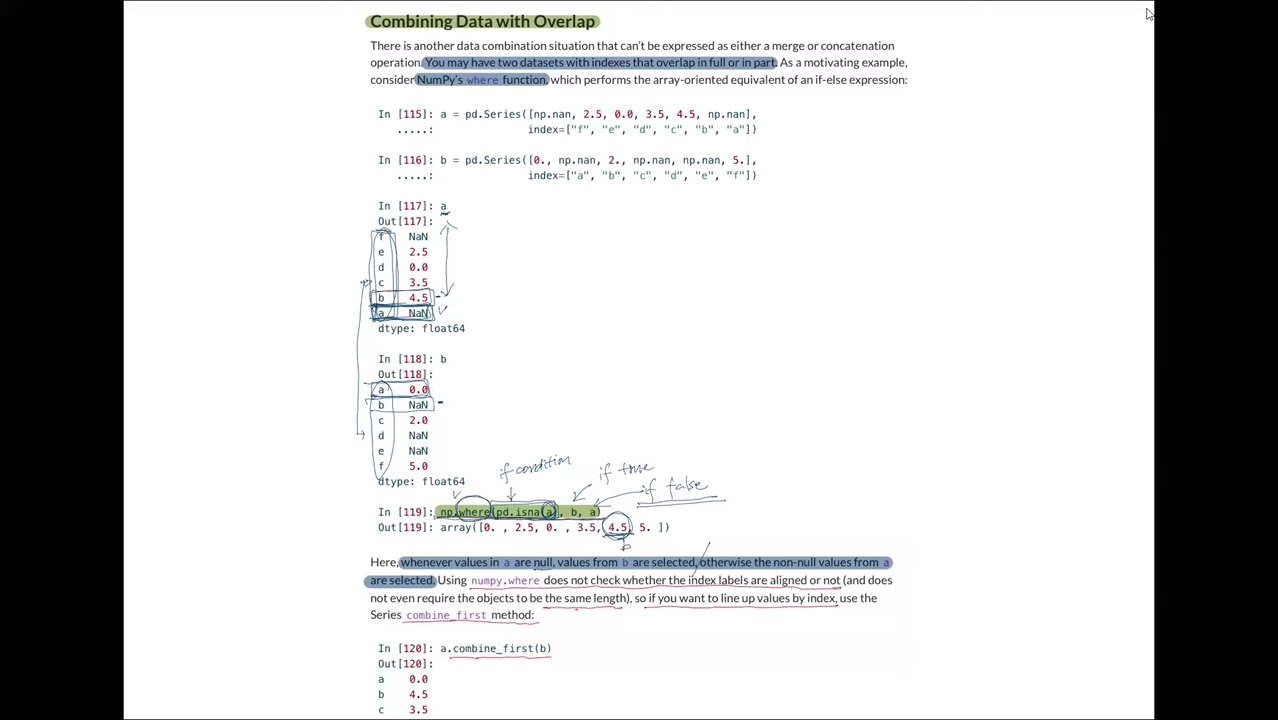 Combining Data with Overlap
There is another data combination situation that can't be expressed as either a merge or concatenation
operation. You may have two datasets with indexes that overlap in full or in part. As a motivating example,
consider NumPy's where function, which performs the array-oriented equivalent of an if-else expression:
In [115]: a = pd.Series([np.nan, 2.5, 0.0, 3.5, 4.5, np.nan],
.....: index=["f", "e", "d", "c", "b", "a"])
In [116]: b = pd.Series([0., np.nan, 2., np.nan, np.nan, 5.],
.....: index=["a", "b", "c", "d", "e", "f"])
In [117]: a
Out[117]:
f NaN
e 2.5
d 0.0
c 3.5
b 4.5
a NaN
dtype: float64
In [118]: b
Out[118]:
a 0.0
b NaN
c 2.0
d NaN
e NaN
f 5.0
dtype: float64
if condition if true
if false
In [119]: np.where(pd.isna(a), b, a)
Out[119]: array([0. , 2.5, 0. , 3.5, 4.5, 5. ])
b
Here, whenever values in a are null, values from b are selected, otherwise the non-null values from a
are selected. Using numpy.where does not check whether the index labels are aligned or not (and does
not even require the objects to be the same length), so if you want to line up values by index, use the
Series combine_first method:
In [120]: a.combine_first(b)
Out[120]:
a 0.0
b 4.5
c 3.5